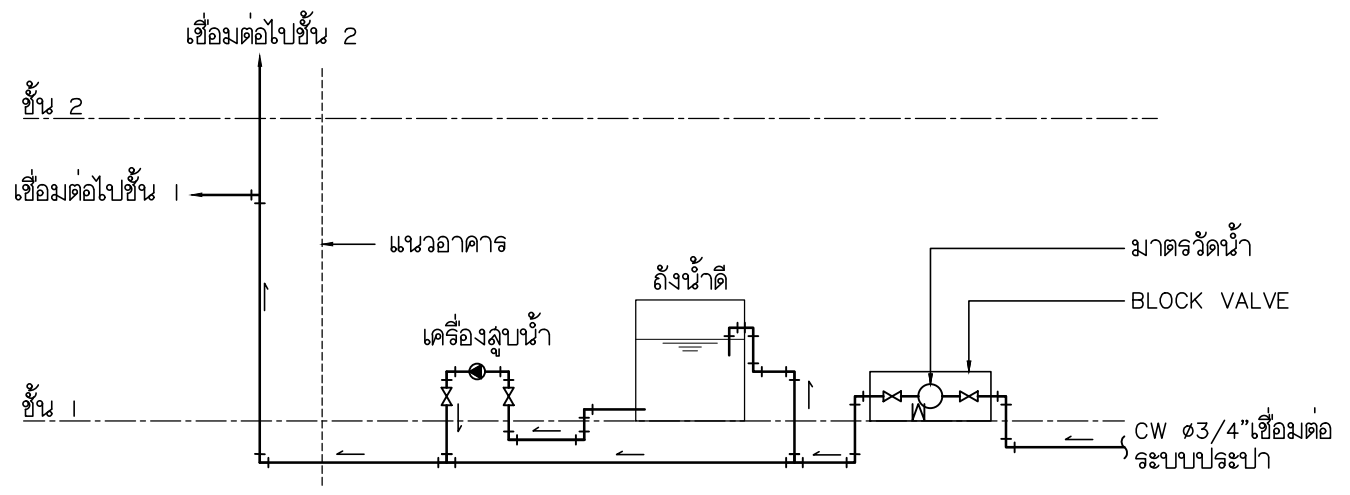 เชื่อมต่อไปชั้น 2
ชั้น 2
เชื่อมต่อไปชั้น 1
แนวอาคาร
มาตรวัดน้ำ
ถังน้ำดี
BLOCK VALVE
เครื่องสูบน้ำ
ชั้น 1
M
CW ø3/4"เชื่อมต่อ
ระบบประปา